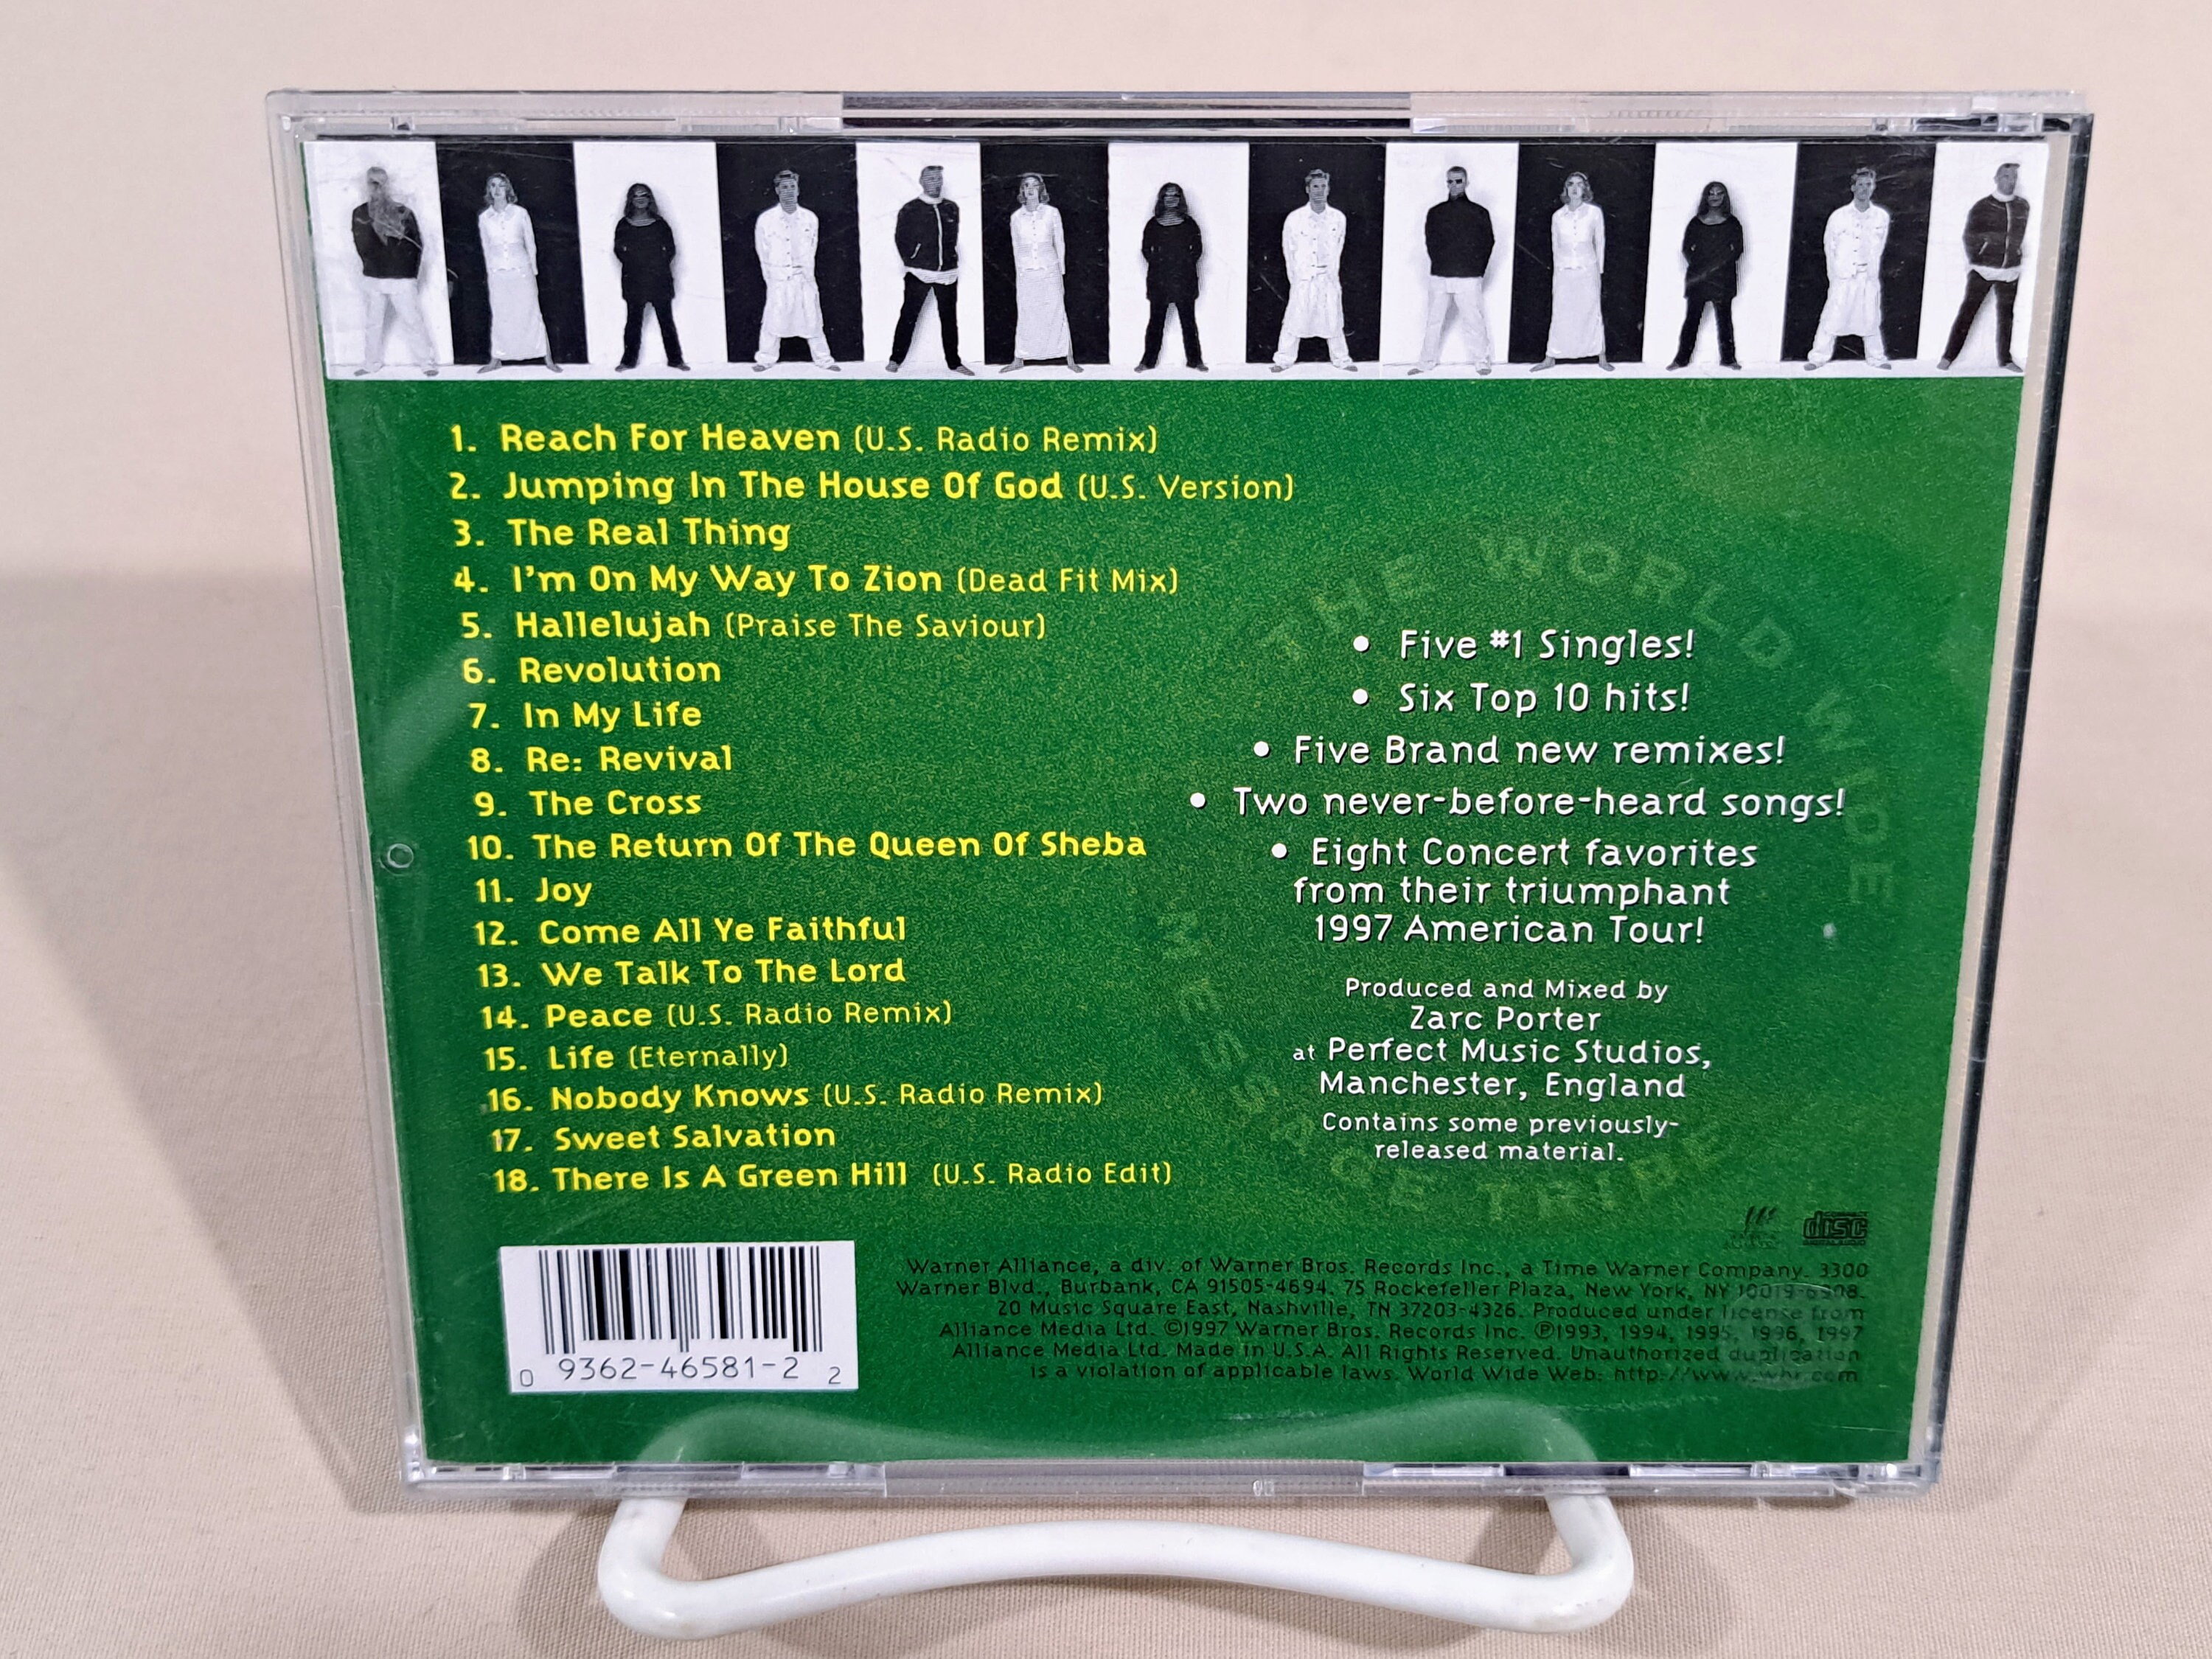 1. Reach For Heaven (U.S. Radio Remix)
2. Jumping In The House Of God (U.S. Version)
3. The Real Thing
4. I'm On My Way To Zion (Dead Fit Mix)
5. Hallelujah (Praise The Saviour)
6. Revolution
7. In My Life
8. Re: Revival
9. The Cross
10. The Return Of The Queen Of Sheba
11. Joy
12. Come All Ye Faithful
13. We Talk To The Lord
14. Peace (U.S. Radio Remix)
15. Life (Eternally)
16. Nobody Knows (U.S. Radio Remix)
17. Sweet Salvation
18. There Is A Green Hill (U.S. Radio Edit)
THE WORLD WIDE
MESSAGE TRIBE
• Five #1 Singles!
• Six Top 10 hits!
• Five Brand new remixes!
• Two never-before-heard songs!
• Eight Concert favorites
from their triumphant
1997 American Tour!
Produced and Mixed by
Zarc Porter
at Perfect Music Studios,
Manchester, England
Contains some previously-
released material.
COMPACT
disc
DIGITAL AUDIO
0 9362-46581-2 2
Warner Alliance, a div. of Warner Bros. Records Inc., a Time Warner Company. 3300
Warner Blvd., Burbank, CA 91505-4694. 75 Rockefeller Plaza, New York, NY 10019-6908.
20 Music Square East, Nashville, TN 37203-4326. Produced under license from
Alliance Media Ltd. ©1997 Warner Bros. Records Inc. ℗1993, 1994, 1995, 1996, 1997
Alliance Media Ltd. Made in U.S.A. All Rights Reserved. Unauthorized duplication
is a violation of applicable laws. World Wide Web: http://www.wbr.com